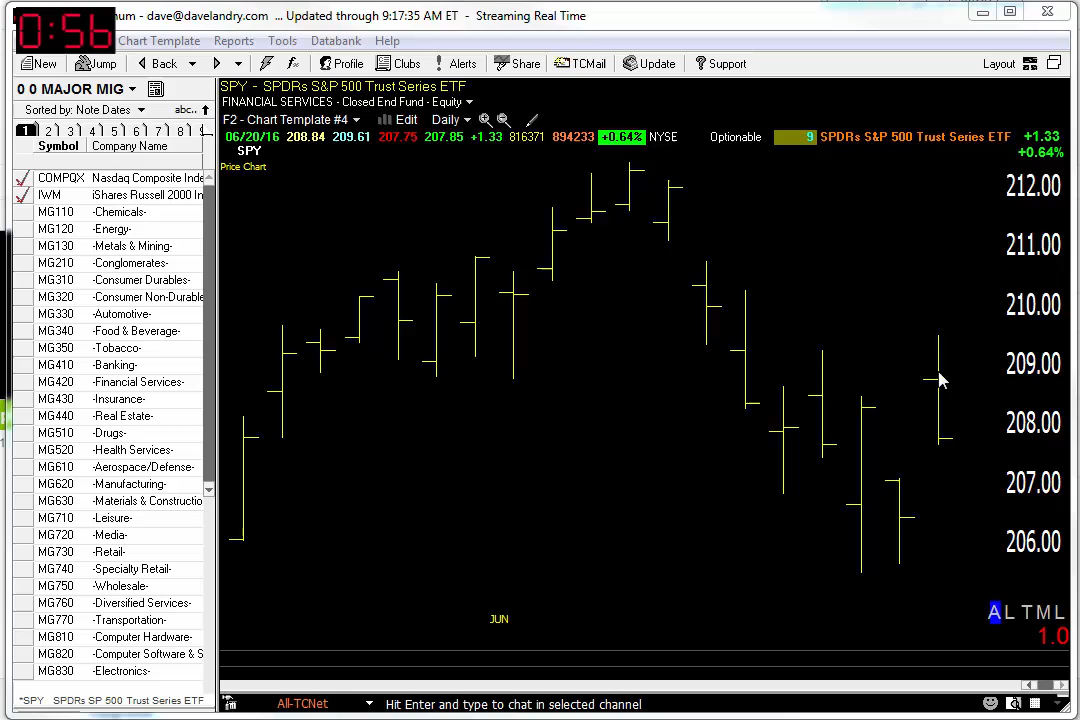 0:56
num - dave@davelandry.com ... Updated through 9:17:35 AM ET - Streaming Real Time
Chart Template Reports Tools Databank Help
New Jump Back Profile Clubs Alerts Share TCMail Update Support Layout
0 0 MAJOR MIG
Sorted by: Note Dates abc..
1 2 3 4 5 6 7 8 9
Symbol Company Name
COMPQX Nasdaq Composite Inde
IWM iShares Russell 2000 In
MG110 -Chemicals-
MG120 -Energy-
MG130 -Metals & Mining-
MG210 -Conglomerates-
MG310 -Consumer Durables-
MG320 -Consumer Non-Durable
MG330 -Automotive-
MG340 -Food & Beverage-
MG350 -Tobacco-
MG410 -Banking-
MG420 -Financial Services-
MG430 -Insurance-
MG440 -Real Estate-
MG510 -Drugs-
MG520 -Health Services-
MG610 -Aerospace/Defense-
MG620 -Manufacturing-
MG630 -Materials & Constructio
MG710 -Leisure-
MG720 -Media-
MG730 -Retail-
MG740 -Specialty Retail-
MG750 -Wholesale-
MG760 -Diversified Services-
MG770 -Transportation-
MG810 -Computer Hardware-
MG820 -Computer Software & S
MG830 -Electronics-
*SPY SPDRs SP 500 Trust Series ETF
SPY - SPDRs S&P 500 Trust Series ETF
FINANCIAL SERVICES - Closed End Fund - Equity
F2 - Chart Template #4 Edit Daily
06/20/16 208.84 209.61 207.75 207.85 +1.33 816371 894233 +0.64% NYSE Optionable 9 SPDRs S&P 500 Trust Series ETF +1.33
SPY +0.64%
Price Chart
212.00
211.00
210.00
209.00
208.00
207.00
206.00
JUN
A L T M L
1.0
All-TCNet Hit Enter and type to chat in selected channel